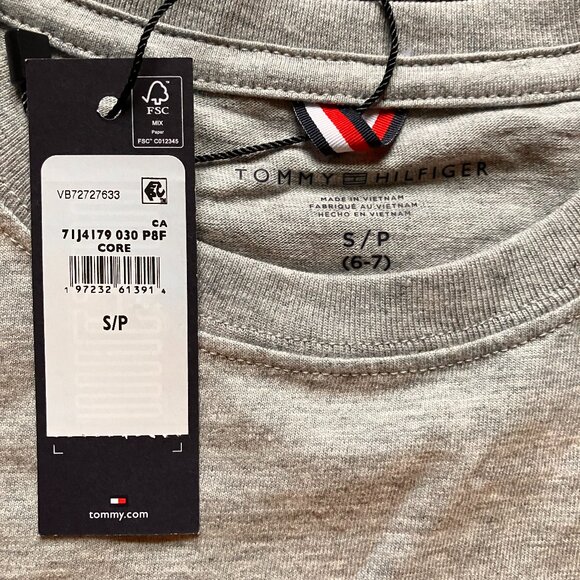 FSC
MIX
Paper
FSC® C012345
VB72727633
CA
71J4179 030 P8F
CORE
1 97232 61391 4
S/P
tommy.com
TOMMY HILFIGER
MADE IN VIETNAM
FABRIQUÉ AU VIETNAM
HECHO EN VIETNAM
S/P
(6-7)